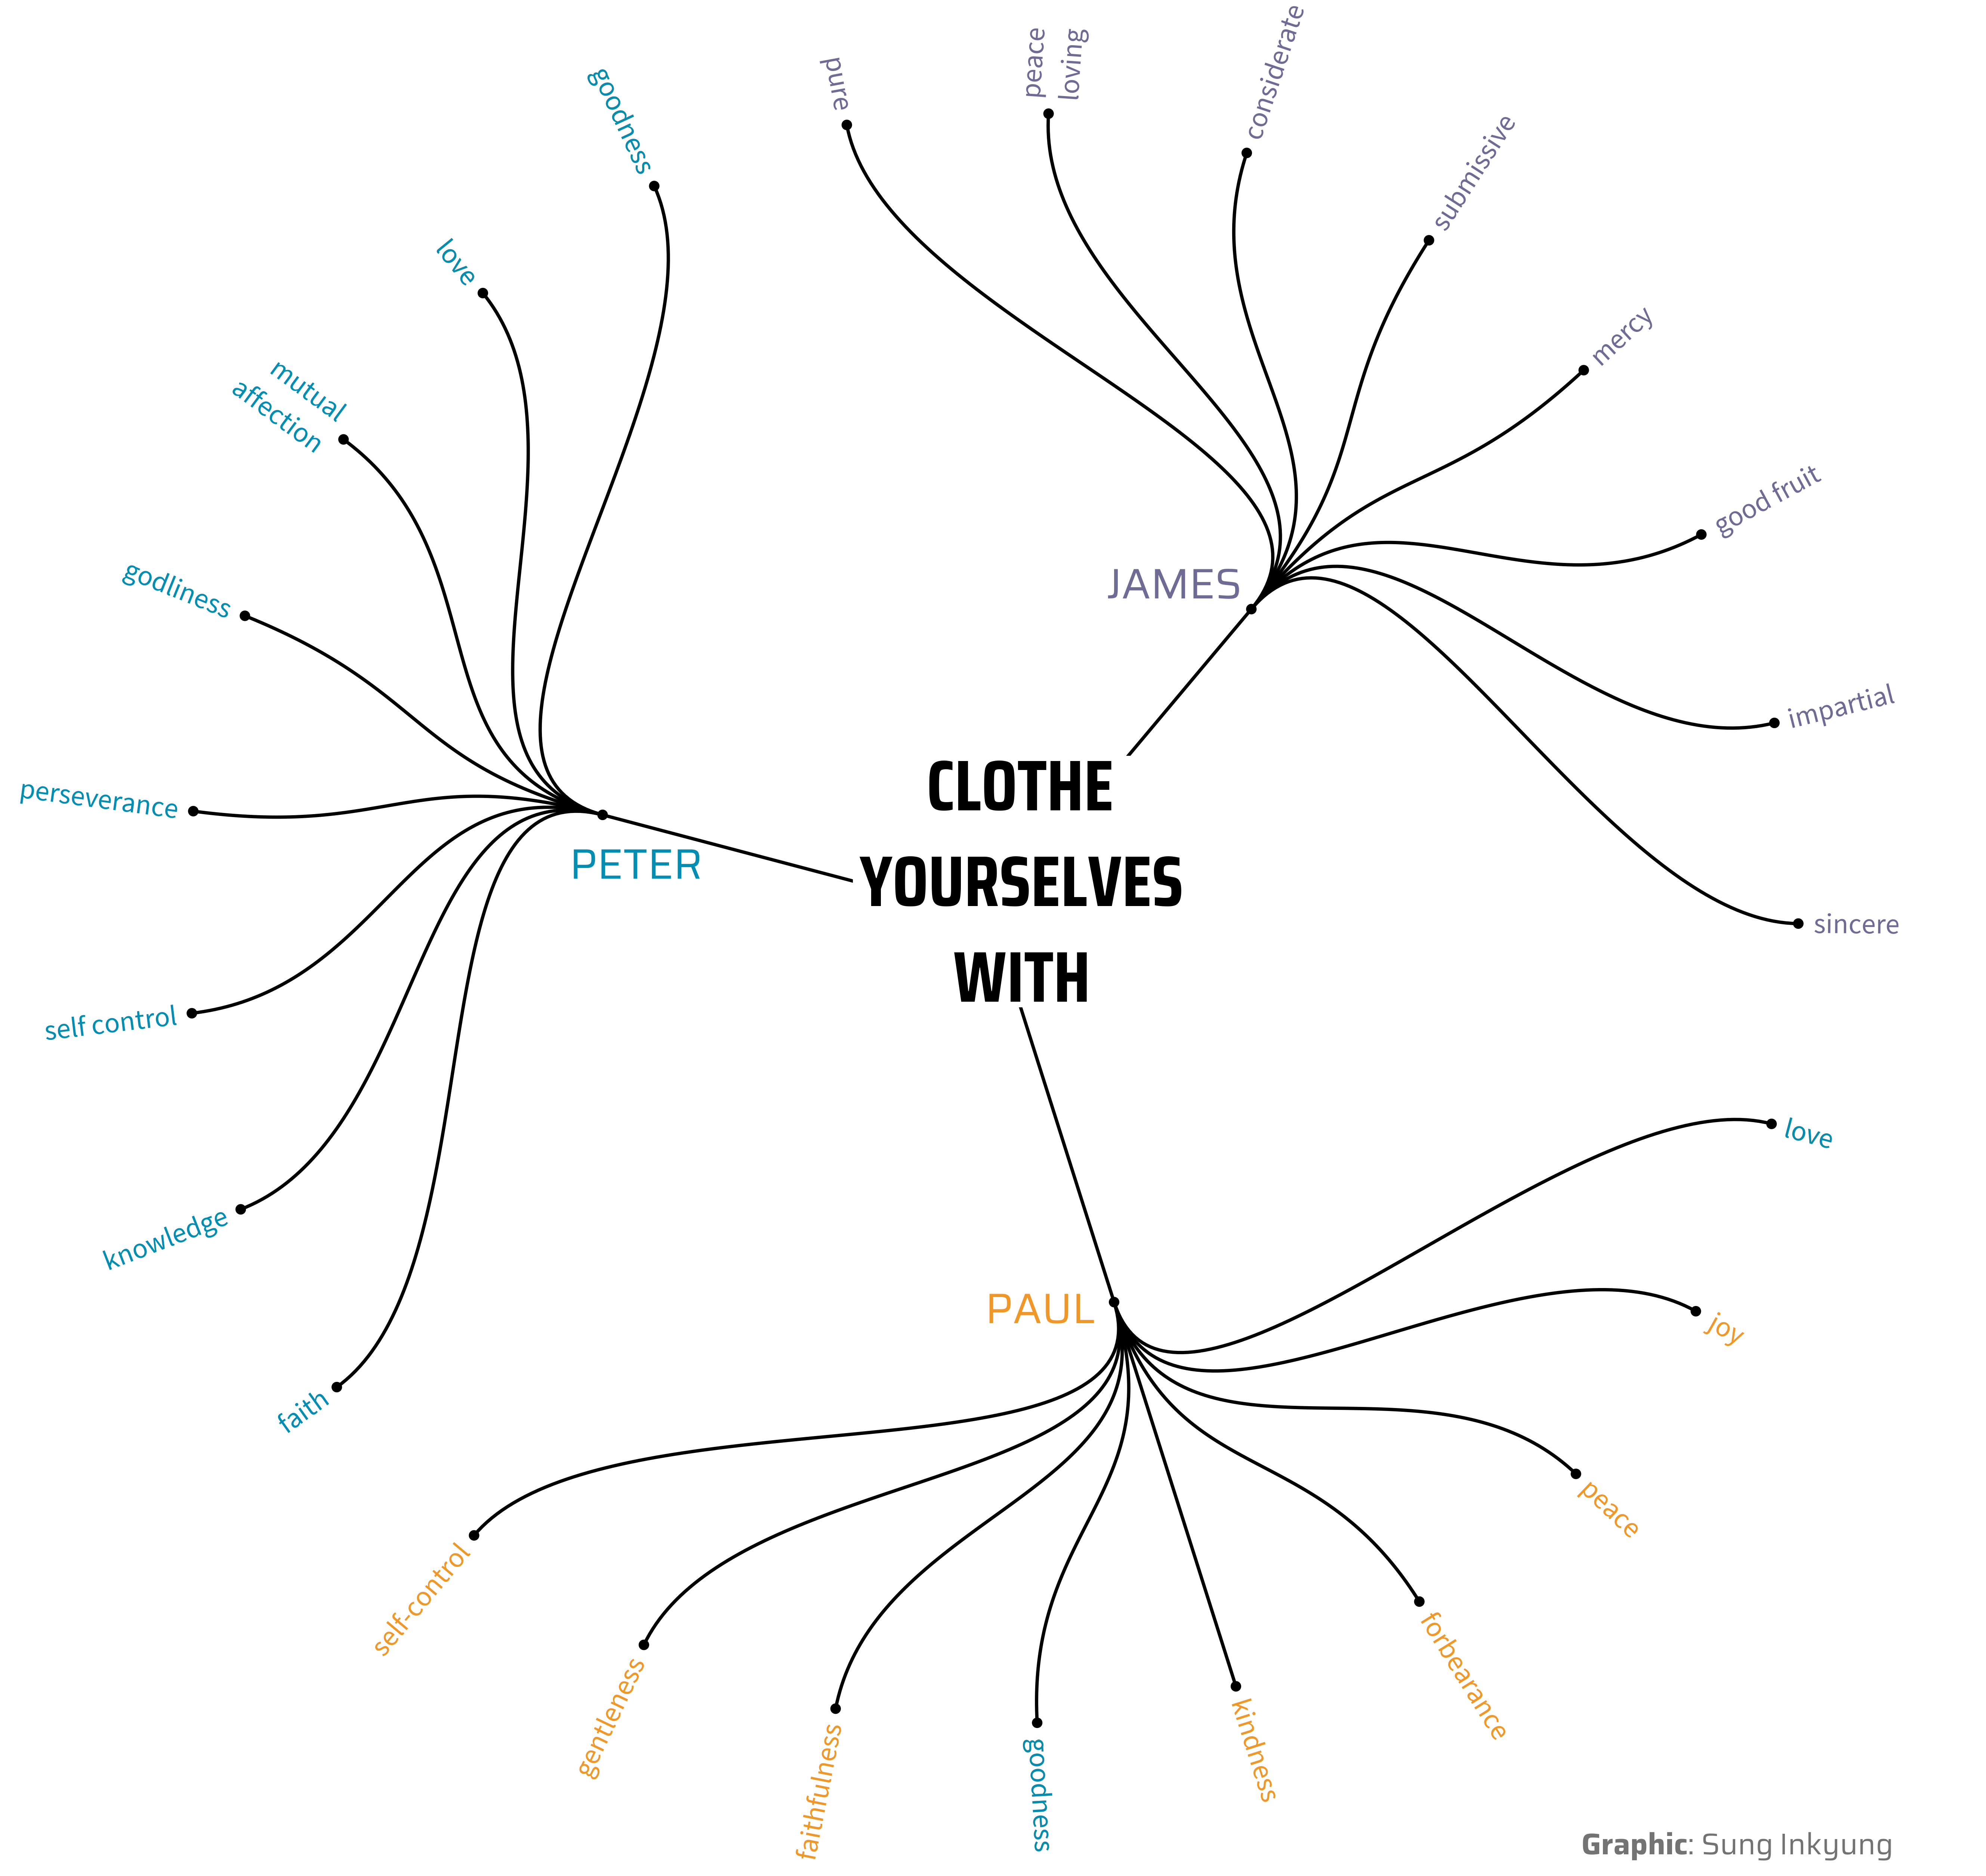 CLOTHE
YOURSELVES
WITH
JAMES
pure
peace
loving
considerate
submissive
mercy
good fruit
impartial
sincere
PAUL
love
joy
peace
forbearance
kindness
goodness
faithfulness
gentleness
self-control
PETER
goodness
love
mutual
affection
godliness
perseverance
self control
knowledge
faith
Graphic: Sung Inkyung